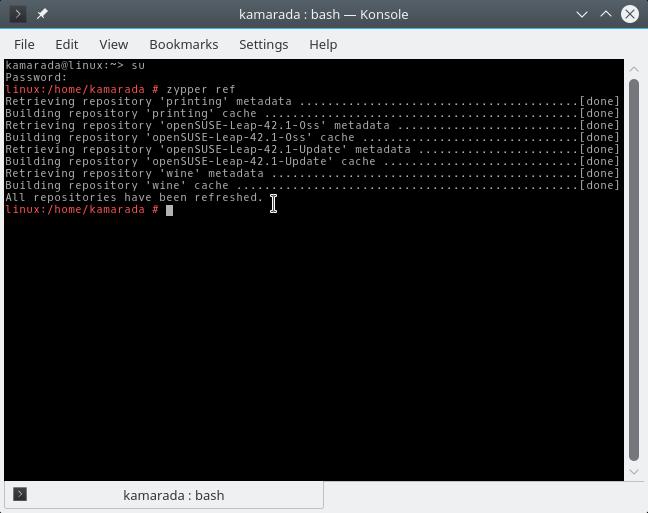 kamarada : bash — Konsole
File Edit View Bookmarks Settings Help
kamarada@linux:~> su
Password:
linux:/home/kamarada # zypper ref
Retrieving repository 'printing' metadata ........................................[done]
Building repository 'printing' cache .............................................[done]
Retrieving repository 'openSUSE-Leap-42.1-Oss' metadata ..........................[done]
Building repository 'openSUSE-Leap-42.1-Oss' cache ...............................[done]
Retrieving repository 'openSUSE-Leap-42.1-Update' metadata .......................[done]
Building repository 'openSUSE-Leap-42.1-Update' cache ............................[done]
Retrieving repository 'wine' metadata ............................................[done]
Building repository 'wine' cache .................................................[done]
All repositories have been refreshed.
linux:/home/kamarada #
kamarada : bash